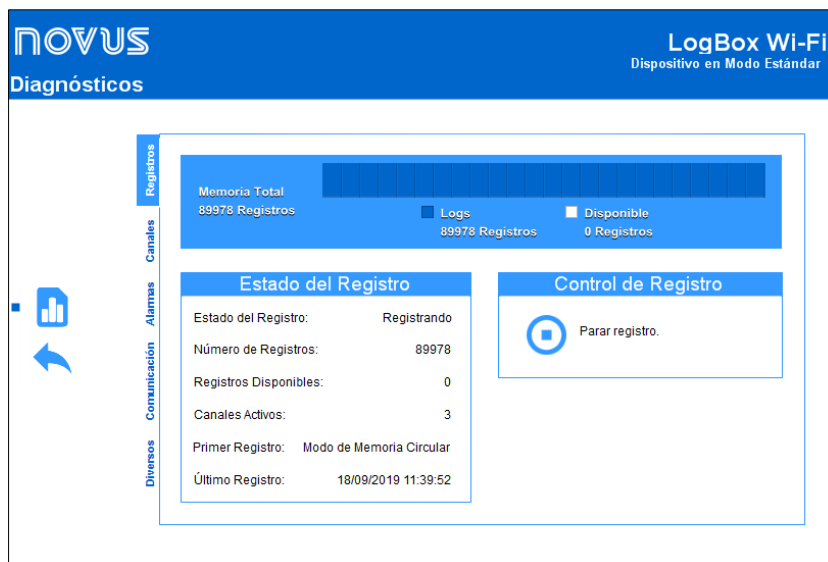 novus
LogBox Wi-Fi
Dispositivo en Modo Estándar
Diagnósticos
Registros
Canales
Alarmas
Comunicación
Diversos
Memoria Total
89978 Registros
Logs
89978 Registros
Disponible
0 Registros
Estado del Registro
Estado del Registro: Registrando
Número de Registros: 89978
Registros Disponibles: 0
Canales Activos: 3
Primer Registro: Modo de Memoria Circular
Último Registro: 18/09/2019 11:39:52
Control de Registro
Parar registro.